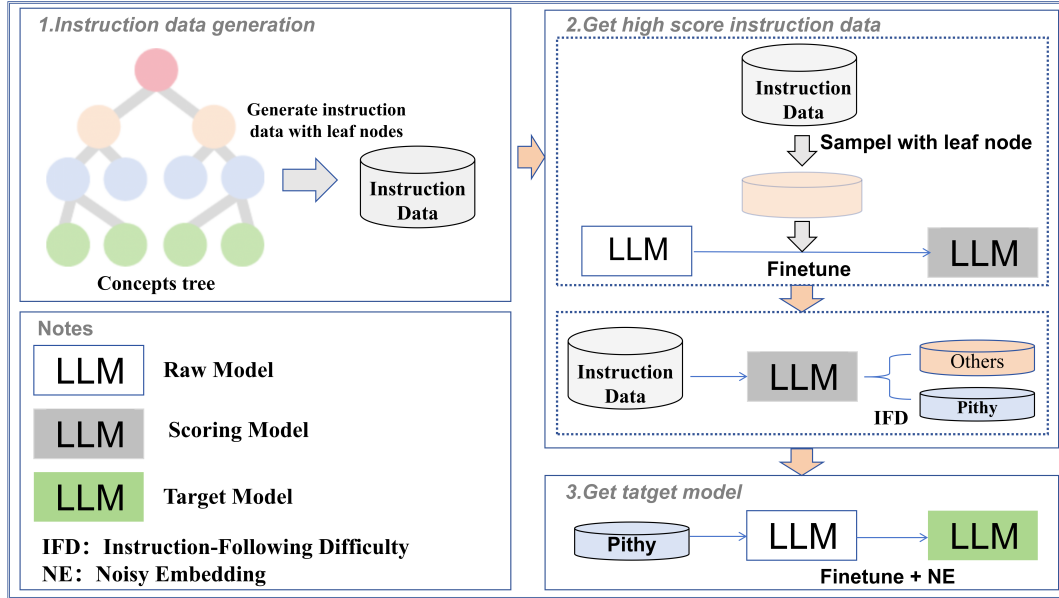 1.Instruction data generation
Generate instruction
data with leaf nodes
Instruction
Data
Concepts tree
Notes
LLM
Raw Model
LLM
Scoring Model
LLM
Target Model
IFD: Instruction-Following Difficulty
NE: Noisy Embedding
2.Get high score instruction data
Instruction
Data
Sampel with leaf node
LLM
Finetune
LLM
Instruction
Data
LLM
IFD
Others
Pithy
3.Get tatget model
Pithy
LLM
LLM
Finetune + NE